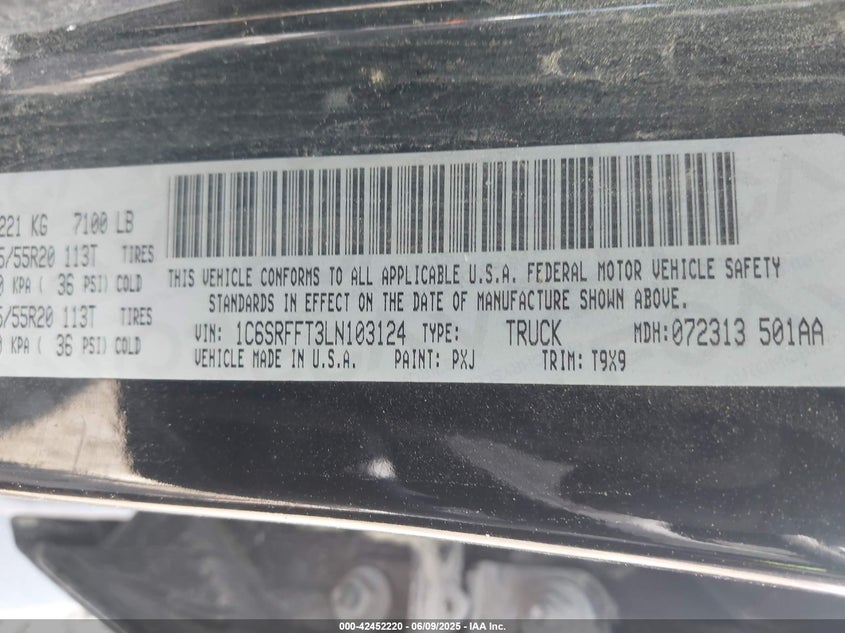 221 KG 7100 LB
5/55R20 113T TIRES
0 KPA ( 36 PSI) COLD
5/55R20 113T TIRES
0 KPA ( 36 PSI) COLD
THIS VEHICLE CONFORMS TO ALL APPLICABLE U.S.A. FEDERAL MOTOR VEHICLE SAFETY
STANDARDS IN EFFECT ON THE DATE OF MANUFACTURE SHOWN ABOVE.
VIN: 1C6SRFFT3LN103124 TYPE: TRUCK MDH:072313 501AA
VEHICLE MADE IN U.S.A. PAINT: PXJ TRIM: T9X9
000-42452220 | 06/09/2025 - IAA Inc.